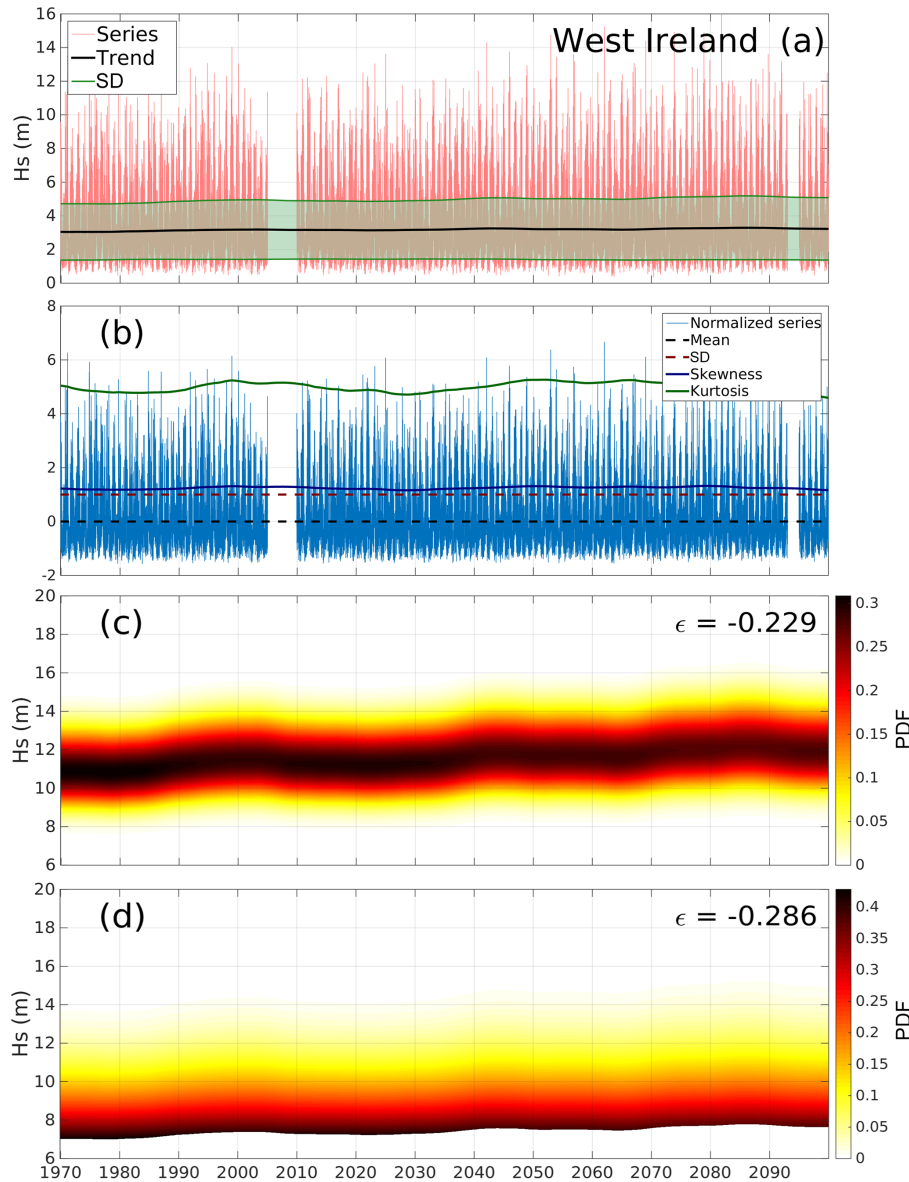 West Ireland (a)
Series
Trend
SD
Hs (m)
16
14
12
10
8
6
4
2
0
(b)
Normalized series
Mean
SD
Skewness
Kurtosis
8
6
4
2
0
-2
(c)
ϵ = -0.229
Hs (m)
20
18
16
14
12
10
8
6
0.3
0.25
0.2
0.15
0.1
0.05
0
PDF
(d)
ϵ = -0.286
Hs (m)
20
18
16
14
12
10
8
6
0.4
0.35
0.3
0.25
0.2
0.15
0.1
0.05
0
PDF
1970 1980 1990 2000 2010 2020 2030 2040 2050 2060 2070 2080 2090